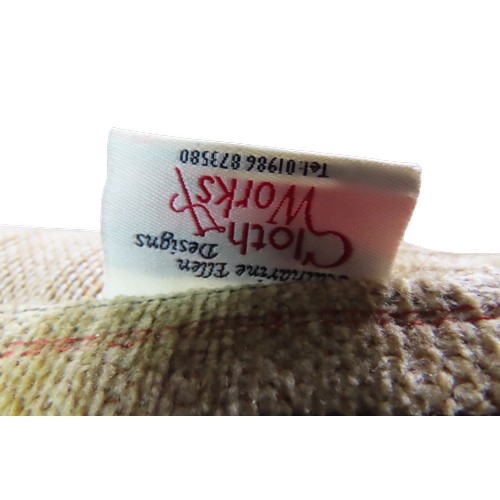 Ellen
Designs
Cloth
Works
Tel: 01986 873580